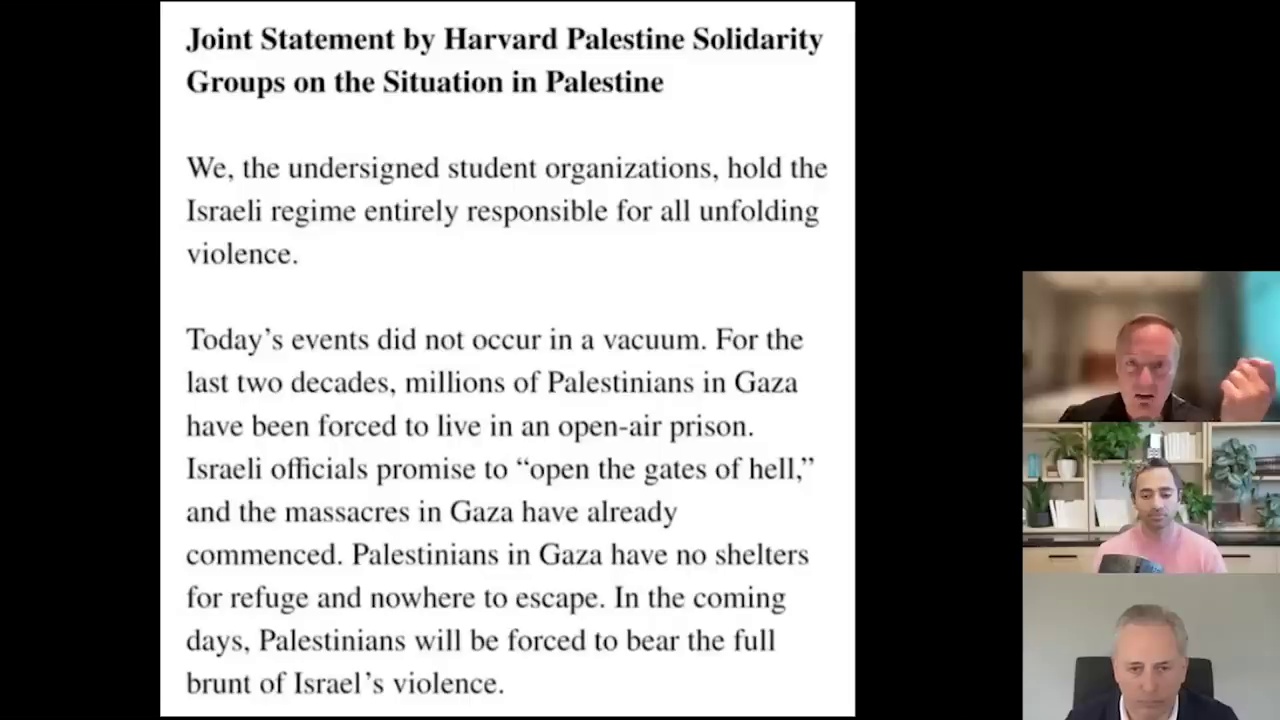 Joint Statement by Harvard Palestine Solidarity
Groups on the Situation in Palestine
We, the undersigned student organizations, hold the
Israeli regime entirely responsible for all unfolding
violence.
Today’s events did not occur in a vacuum. For the
last two decades, millions of Palestinians in Gaza
have been forced to live in an open-air prison.
Israeli officials promise to “open the gates of hell,”
and the massacres in Gaza have already
commenced. Palestinians in Gaza have no shelters
for refuge and nowhere to escape. In the coming
days, Palestinians will be forced to bear the full
brunt of Israel’s violence.